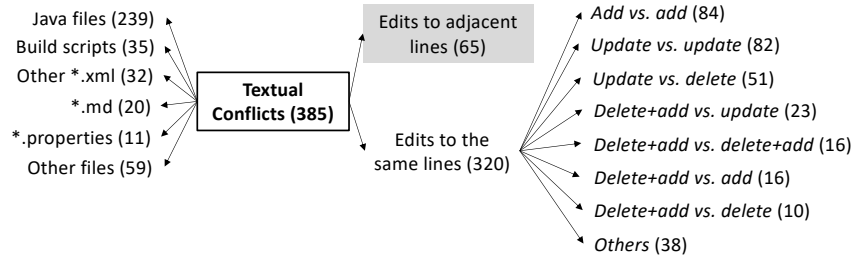 Java files (239)
Build scripts (35)
Other *.xml (32)
*.md (20)
*.properties (11)
Other files (59)
Textual
Conflicts (385)
Edits to adjacent
lines (65)
Edits to the
same lines (320)
Add vs. add (84)
Update vs. update (82)
Update vs. delete (51)
Delete+add vs. update (23)
Delete+add vs. delete+add (16)
Delete+add vs. add (16)
Delete+add vs. delete (10)
Others (38)